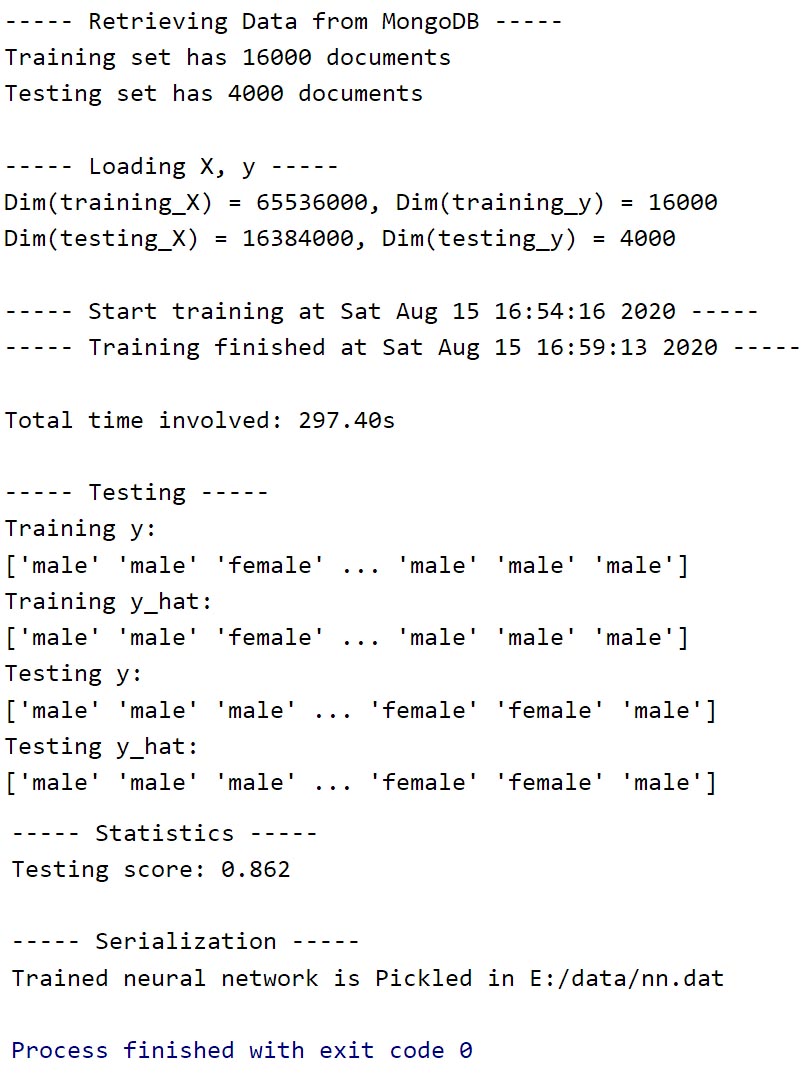 ----- Retrieving Data from MongoDB -----
Training set has 16000 documents
Testing set has 4000 documents
----- Loading X, y -----
Dim(training_X) = 65536000, Dim(training_y) = 16000
Dim(testing_X) = 16384000, Dim(testing_y) = 4000
----- Start training at Sat Aug 15 16:54:16 2020 -----
----- Training finished at Sat Aug 15 16:59:13 2020 -----
Total time involved: 297.40s
----- Testing -----
Training y:
['male' 'male' 'female' ... 'male' 'male' 'male']
Training y_hat:
['male' 'male' 'female' ... 'male' 'male' 'male']
Testing y:
['male' 'male' 'male' ... 'female' 'female' 'male']
Testing y_hat:
['male' 'male' 'male' ... 'female' 'female' 'male']
----- Statistics -----
Testing score: 0.862
----- Serialization -----
Trained neural network is Pickled in E:/data/nn.dat
Process finished with exit code 0